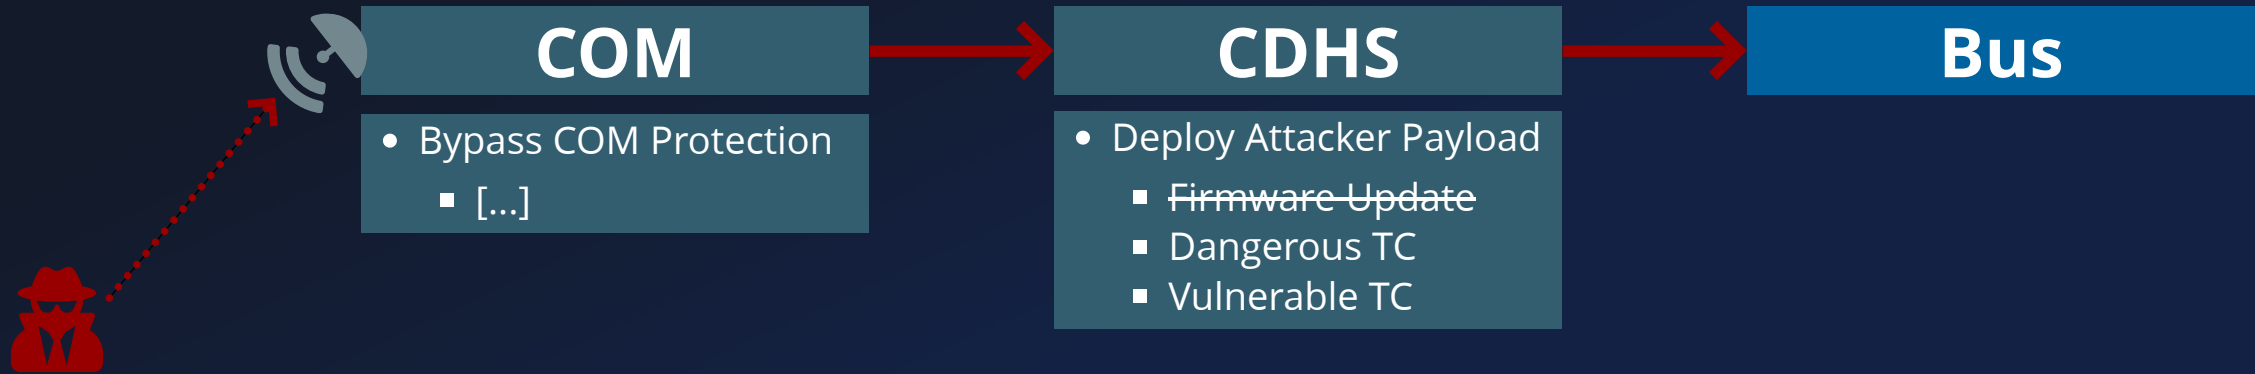 COM
Bypass COM Protection
[...]
CDHS
Deploy Attacker Payload
Firmware Update
Dangerous TC
Vulnerable TC
Bus